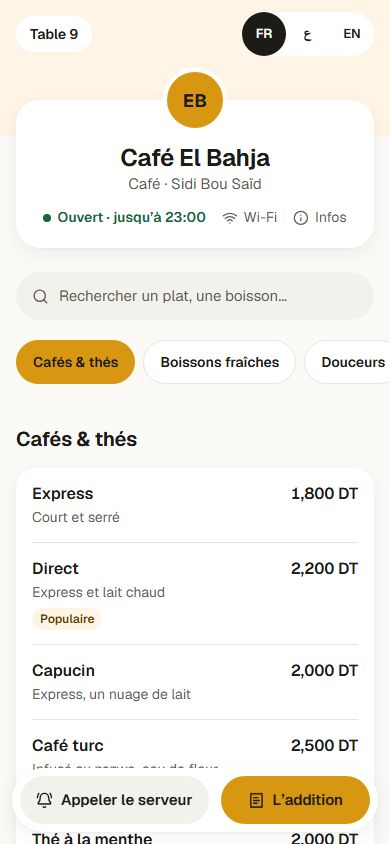 Table 9
FR
ع
EN
EB
Café El Bahja
Café · Sidi Bou Saïd
Ouvert · jusqu'à 23:00
Wi-Fi
Infos
Rechercher un plat, une boisson…
Cafés & thés
Boissons fraîches
Douceurs
Cafés & thés
Express 1,800 DT
Court et serré
Direct 2,200 DT
Express et lait chaud
Populaire
Capucin 2,000 DT
Express, un nuage de lait
Café turc 2,500 DT
Appeler le serveur
L'addition
Thé à la menthe 2,000 DT